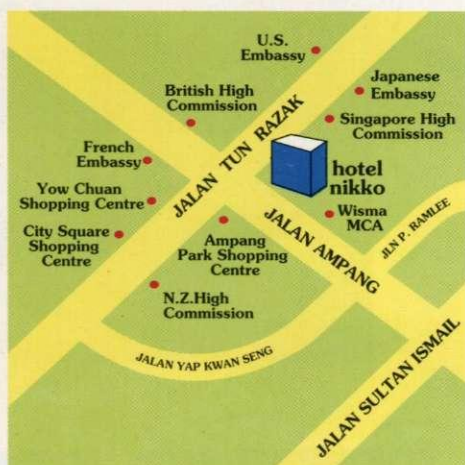 U.S.
Embassy
British High
Commission
Japanese
Embassy
Singapore High
Commission
JALAN TUN RAZAK
French
Embassy
hotel
nikko
Yow Chuan
Shopping Centre
Wisma
MCA
JLN P. RAMLEE
City Square
Shopping
Centre
Ampang
Park Shopping
Centre
JALAN AMPANG
N.Z.High
Commission
JALAN YAP KWAN SENG
JALAN SULTAN ISMAIL